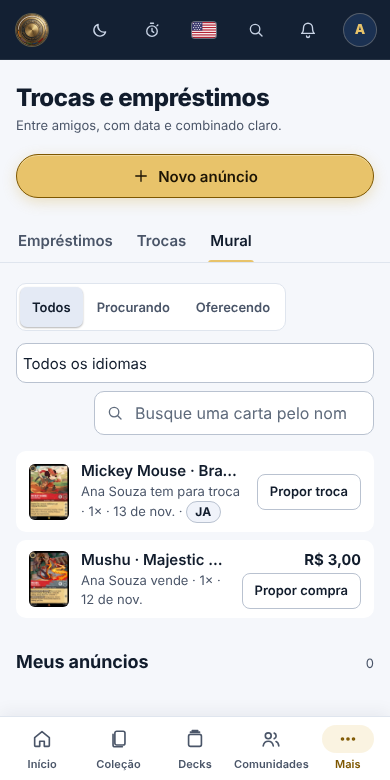 A
Trocas e empréstimos
Entre amigos, com data e combinado claro.
Novo anúncio
Empréstimos Trocas Mural
Todos Procurando Oferecendo
Todos os idiomas
Busque uma carta pelo nom
Mickey Mouse · Bra...
Ana Souza tem para troca
· 1× · 13 de nov. · JA
Propor troca
Mushu · Majestic ...
R$ 3,00
Ana Souza vende · 1× ·
12 de nov.
Propor compra
Meus anúncios 0
Início Coleção Decks Comunidades Mais